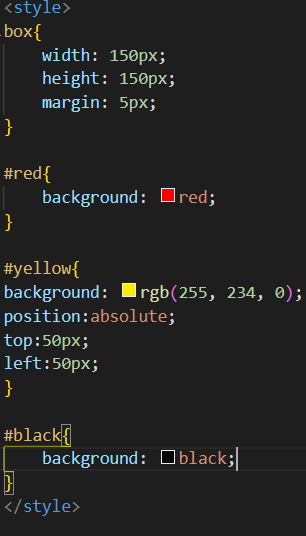 <style>
box{
width: 150px;
height: 150px;
margin: 5px;
}
#red{
background: red;
}
#yellow{
background: rgb(255, 234, 0);
position:absolute;
top:50px;
left:50px;
}
#black{
background: black;
}
</style>